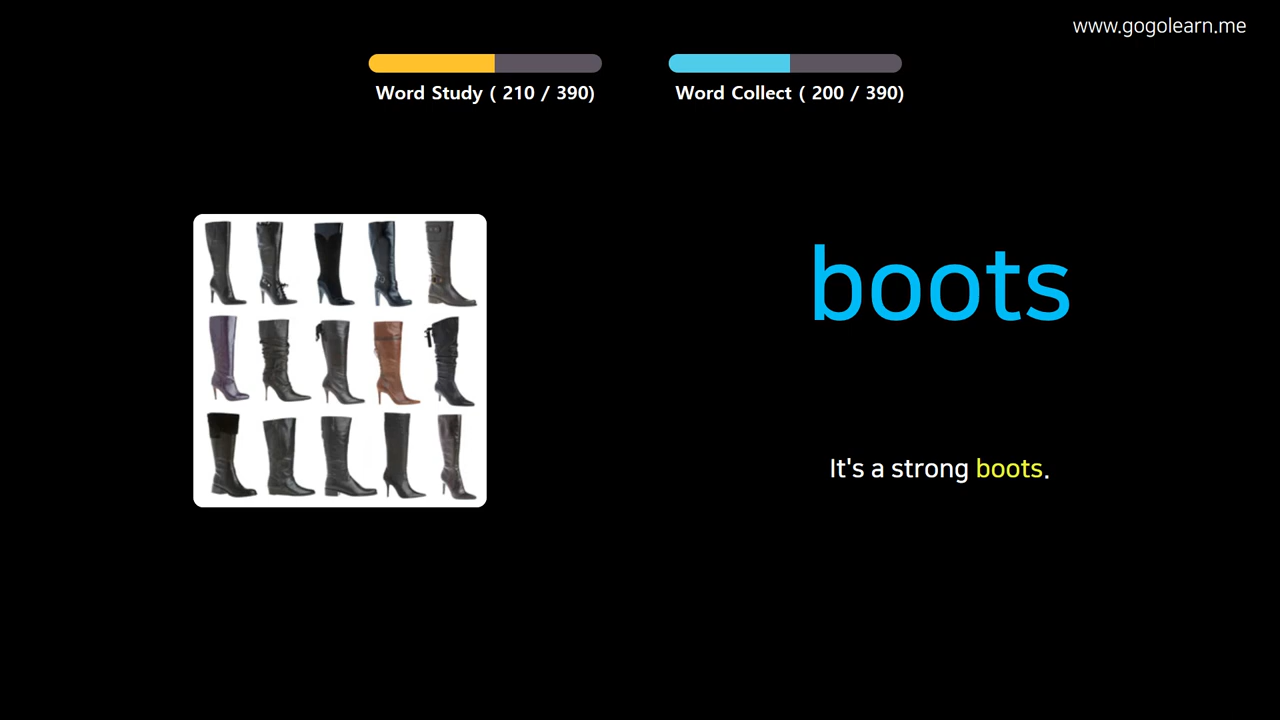 www.gogolearn.me
Word Study ( 210 / 390)
Word Collect ( 200 / 390)
boots
It's a strong boots.